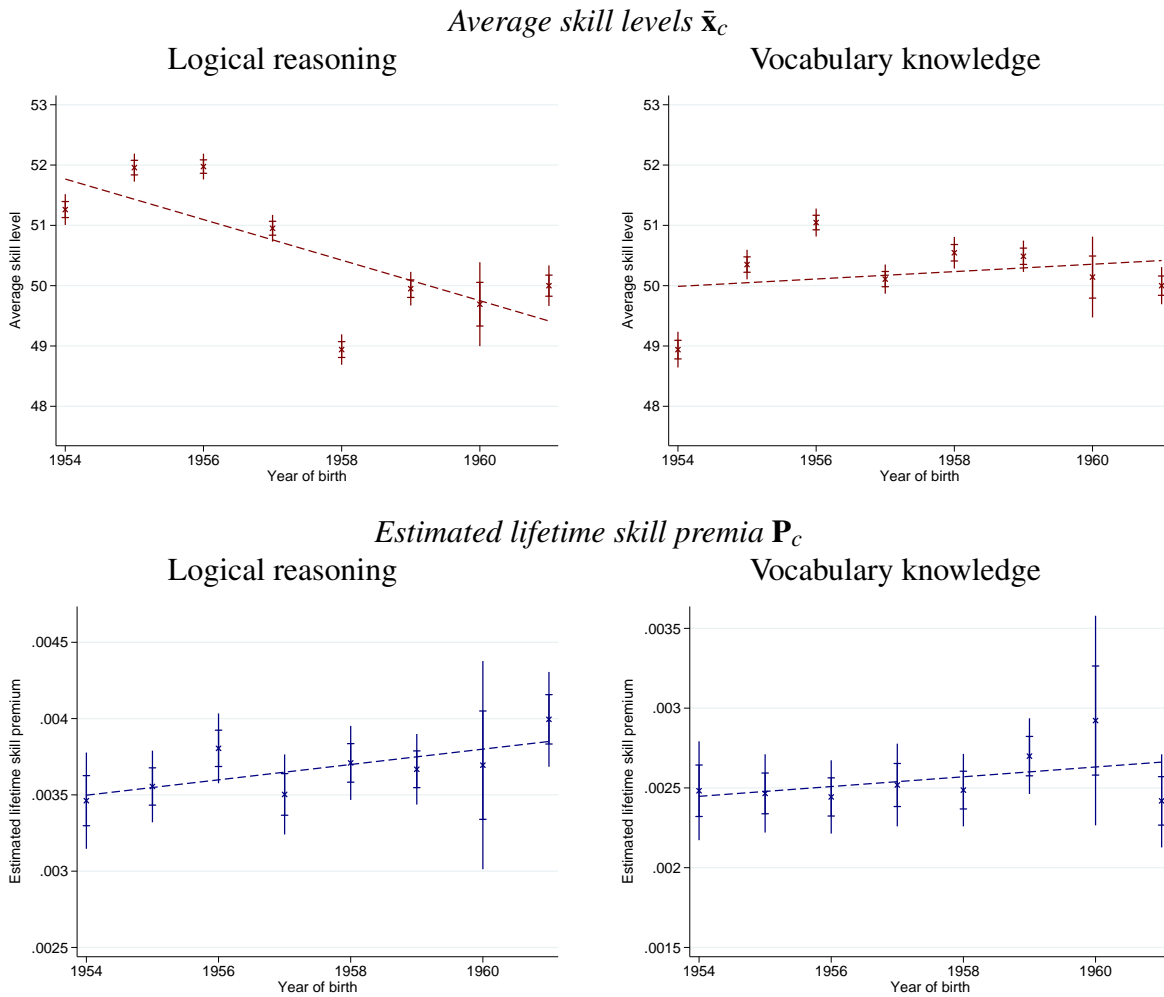 Average skill levels x̄c
Logical reasoning
Vocabulary knowledge
53
52
51
50
49
48
Average skill level
1954
1956
1958
1960
Year of birth
53
52
51
50
49
48
Average skill level
1954
1956
1958
1960
Year of birth
Estimated lifetime skill premia Pc
Logical reasoning
Vocabulary knowledge
.0045
.004
.0035
.003
.0025
Estimated lifetime skill premium
1954
1956
1958
1960
Year of birth
.0035
.003
.0025
.002
.0015
Estimated lifetime skill premium
1954
1956
1958
1960
Year of birth